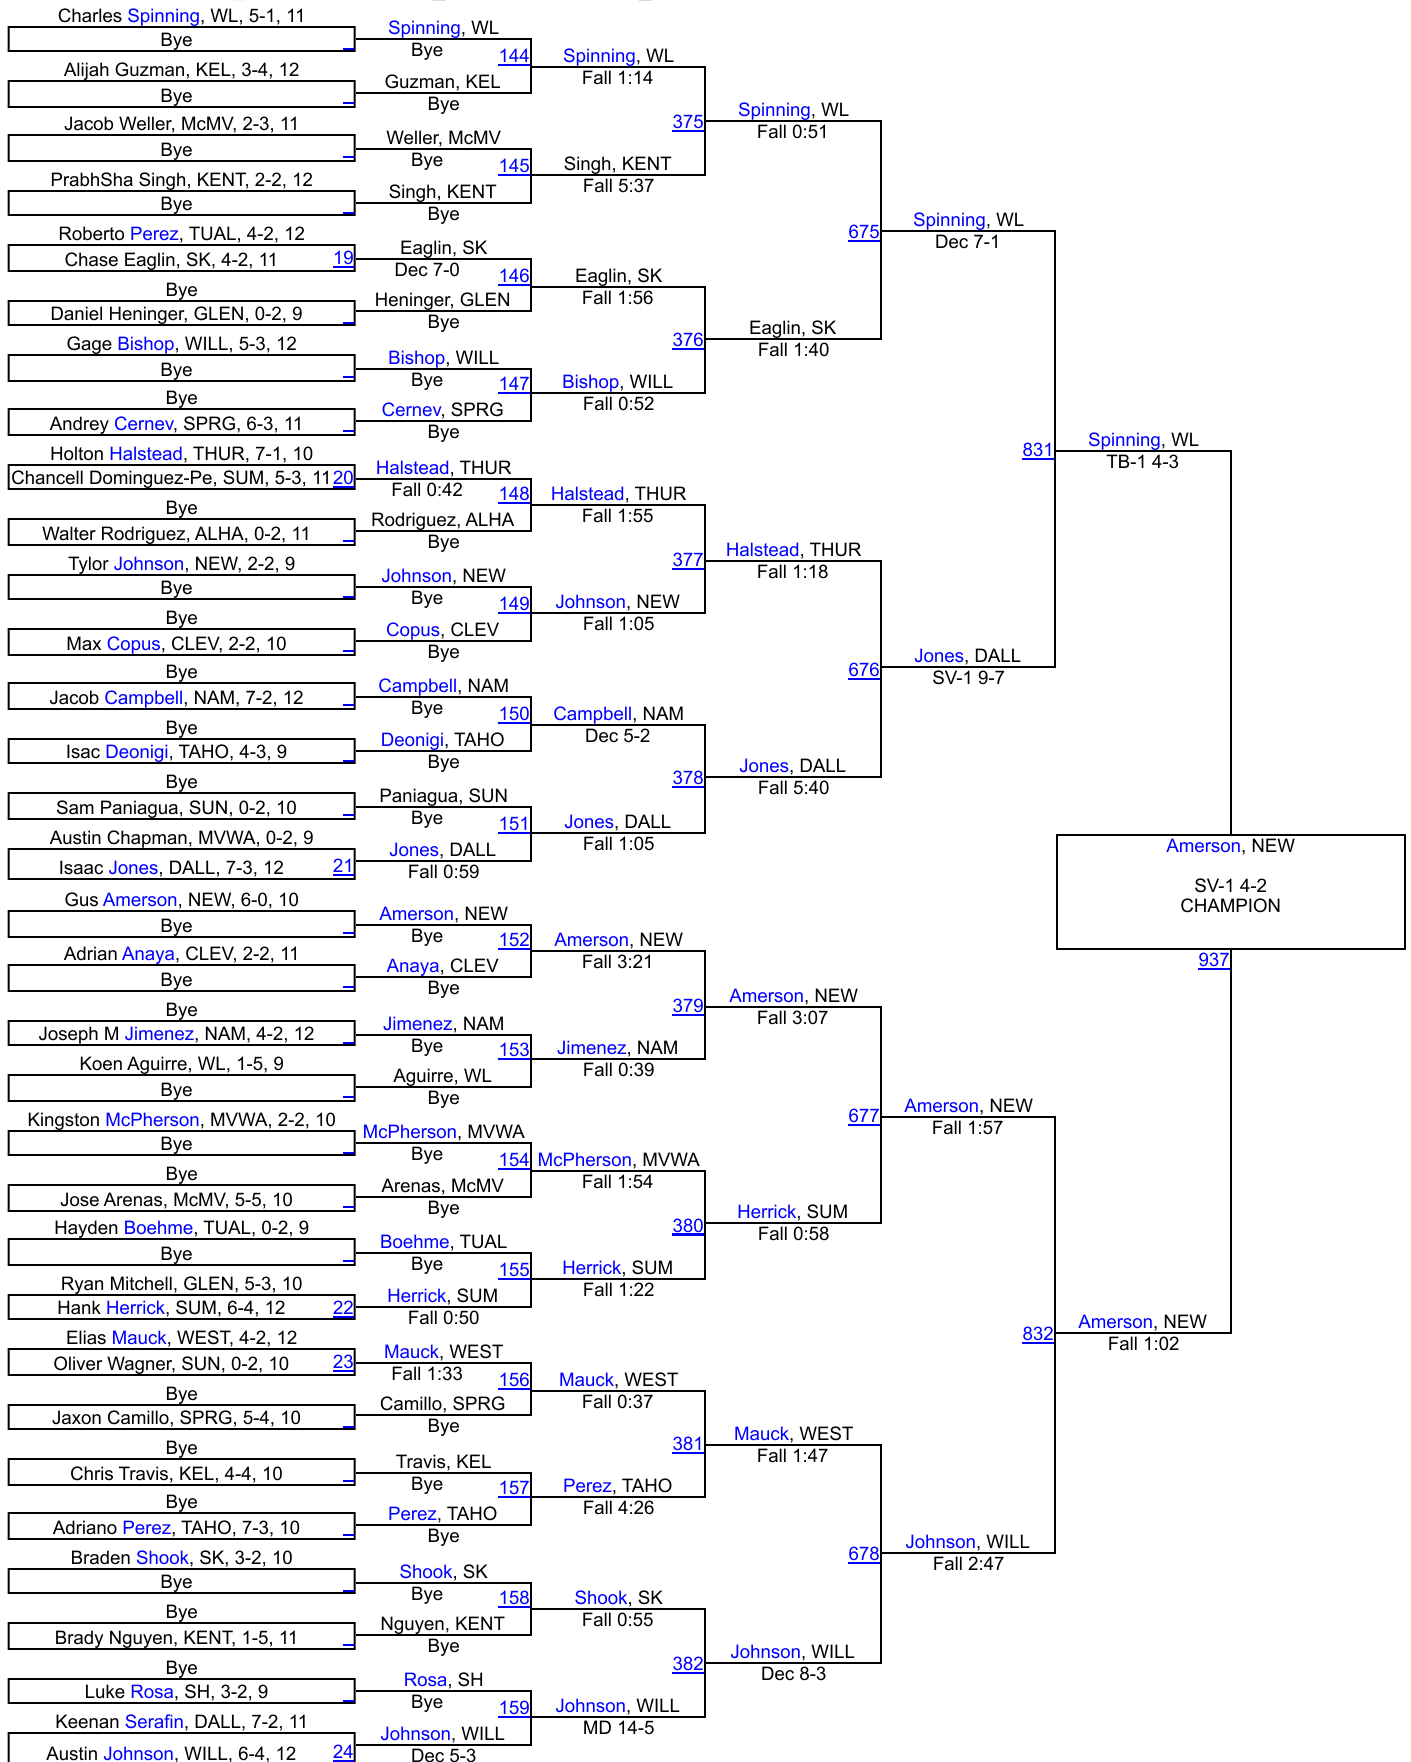 Charles Spinning, WL, 5-1, 11
Bye
Alijah Guzman, KEL, 3-4, 12
Bye
Jacob Weller, McMV, 2-3, 11
Bye
PrabhSha Singh, KENT, 2-2, 12
Bye
Roberto Perez, TUAL, 4-2, 12
Chase Eaglin, SK, 4-2, 11 19
Bye
Daniel Heninger, GLEN, 0-2, 9
Gage Bishop, WILL, 5-3, 12
Bye
Bye
Andrey Cernev, SPRG, 6-3, 11
Holton Halstead, THUR, 7-1, 10
Chancell Dominguez-Pe, SUM, 5-3, 11 20
Bye
Walter Rodriguez, ALHA, 0-2, 11
Tylor Johnson, NEW, 2-2, 9
Bye
Bye
Max Copus, CLEV, 2-2, 10
Bye
Jacob Campbell, NAM, 7-2, 12
Bye
Isac Deonigi, TAHO, 4-3, 9
Bye
Sam Paniagua, SUN, 0-2, 10
Austin Chapman, MVWA, 0-2, 9
Isaac Jones, DALL, 7-3, 12 21
Gus Amerson, NEW, 6-0, 10
Bye
Adrian Anaya, CLEV, 2-2, 11
Bye
Bye
Joseph M Jimenez, NAM, 4-2, 12
Koen Aguirre, WL, 1-5, 9
Bye
Kingston McPherson, MVWA, 2-2, 10
Bye
Bye
Jose Arenas, McMV, 5-5, 10
Hayden Boehme, TUAL, 0-2, 9
Bye
Ryan Mitchell, GLEN, 5-3, 10
Hank Herrick, SUM, 6-4, 12 22
Elias Mauck, WEST, 4-2, 12
Oliver Wagner, SUN, 0-2, 10 23
Bye
Jaxon Camillo, SPRG, 5-4, 10
Bye
Chris Travis, KEL, 4-4, 10
Bye
Adriano Perez, TAHO, 7-3, 10
Braden Shook, SK, 3-2, 10
Bye
Bye
Brady Nguyen, KENT, 1-5, 11
Bye
Luke Rosa, SH, 3-2, 9
Keenan Serafin, DALL, 7-2, 11
Austin Johnson, WILL, 6-4, 12 24
Spinning, WL
Bye
144
Guzman, KEL
Bye
Weller, McMV
Bye
145
Singh, KENT
Bye
Eaglin, SK
Dec 7-0
146
Heninger, GLEN
Bye
Bishop, WILL
Bye
147
Cernev, SPRG
Bye
Halstead, THUR
Fall 0:42
148
Rodriguez, ALHA
Bye
Johnson, NEW
Bye
149
Copus, CLEV
Bye
Campbell, NAM
Bye
150
Deonigi, TAHO
Bye
Paniagua, SUN
Bye
151
Jones, DALL
Fall 0:59
Amerson, NEW
Bye
152
Anaya, CLEV
Bye
Jimenez, NAM
Bye
153
Aguirre, WL
Bye
McPherson, MVWA
Bye
154
Arenas, McMV
Bye
Boehme, TUAL
Bye
155
Herrick, SUM
Fall 0:50
Mauck, WEST
Fall 1:33
156
Camillo, SPRG
Bye
Travis, KEL
Bye
157
Perez, TAHO
Bye
Shook, SK
Bye
158
Nguyen, KENT
Bye
Rosa, SH
Bye
159
Johnson, WILL
Dec 5-3
Spinning, WL
Fall 1:14
375
Singh, KENT
Fall 5:37
Eaglin, SK
Fall 1:56
376
Bishop, WILL
Fall 0:52
Halstead, THUR
Fall 1:55
377
Johnson, NEW
Fall 1:05
Campbell, NAM
Dec 5-2
378
Jones, DALL
Fall 1:05
Amerson, NEW
Fall 3:21
379
Jimenez, NAM
Fall 0:39
McPherson, MVWA
Fall 1:54
380
Herrick, SUM
Fall 1:22
Mauck, WEST
Fall 0:37
381
Perez, TAHO
Fall 4:26
Shook, SK
Fall 0:55
382
Johnson, WILL
MD 14-5
Spinning, WL
Fall 0:51
675
Eaglin, SK
Fall 1:40
Halstead, THUR
Fall 1:18
676
Jones, DALL
Fall 5:40
Amerson, NEW
Fall 3:07
677
Herrick, SUM
Fall 0:58
Mauck, WEST
Fall 1:47
678
Johnson, WILL
Dec 8-3
Spinning, WL
Dec 7-1
831
Jones, DALL
SV-1 9-7
Amerson, NEW
Fall 1:57
832
Johnson, WILL
Fall 2:47
Spinning, WL
TB-1 4-3
Amerson, NEW
SV-1 4-2
CHAMPION
937
Amerson, NEW
Fall 1:02